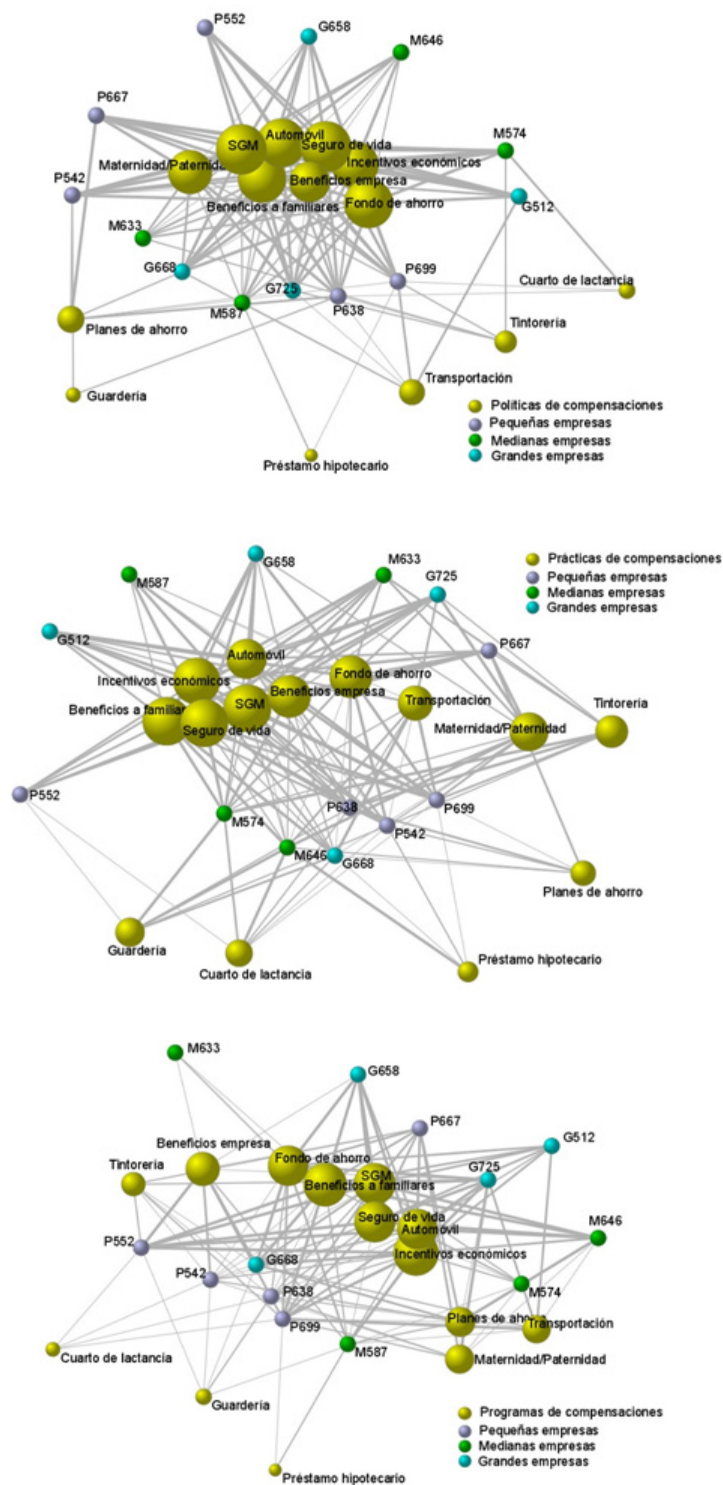 P552
G658
M646
P667
Automóvil
M574
SGM
Seguro de vida
Maternidad/Paternida
Incentivos económicos
P542
Beneficios empresa
Beneficios a familiares
Fondo de ahorro
G512
M633
G668
P699
Cuarto de lactancia
G725
M587
P638
Tintorería
Planes de ahorro
Transportación
Guardería
Políticas de compensaciones
Pequeñas empresas
Medianas empresas
Grandes empresas
Préstamo hipotecario
M587
G658
M633
G725
Prácticas de compensaciones
Pequeñas empresas
Medianas empresas
Grandes empresas
G512
P667
Automóvil
Fondo de ahorro
Incentivos económicos
Beneficios empresa
SGM
Transportación
Tintorería
Beneficios a familiar
Seguro de vida
Maternidad/Paternidad
P552
P638
P699
M574
P542
M646
G668
Planes de ahorro
Guardería
Cuarto de lactancia
Préstamo hipotecario
M633
G658
P667
G512
Beneficios empresa
Fondo de ahorro
SGM
G725
Tintorería
Beneficios a familiares
Seguro de vida
Automóvil
M646
P552
Incentivos económicos
P542
G668
M574
P638
P699
Planes de aho
Transportación
Cuarto de lactancia
M587
Maternidad/Paternidad
Guardería
Programas de compensaciones
Pequeñas empresas
Medianas empresas
Grandes empresas
Préstamo hipotecario